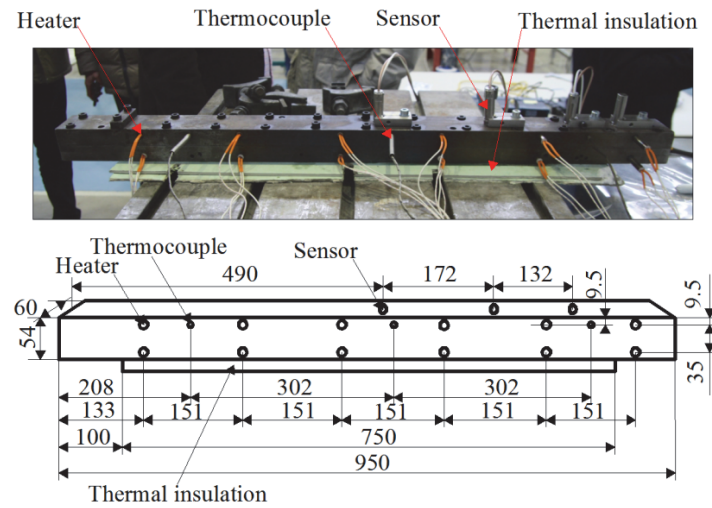 Heater
Thermocouple
Sensor
Thermal insulation
Thermocouple
Heater
Sensor
490
172
132
9.5
9.5
60
54
35
208
302
302
133
151
151
151
151
151
100
750
950
Thermal insulation